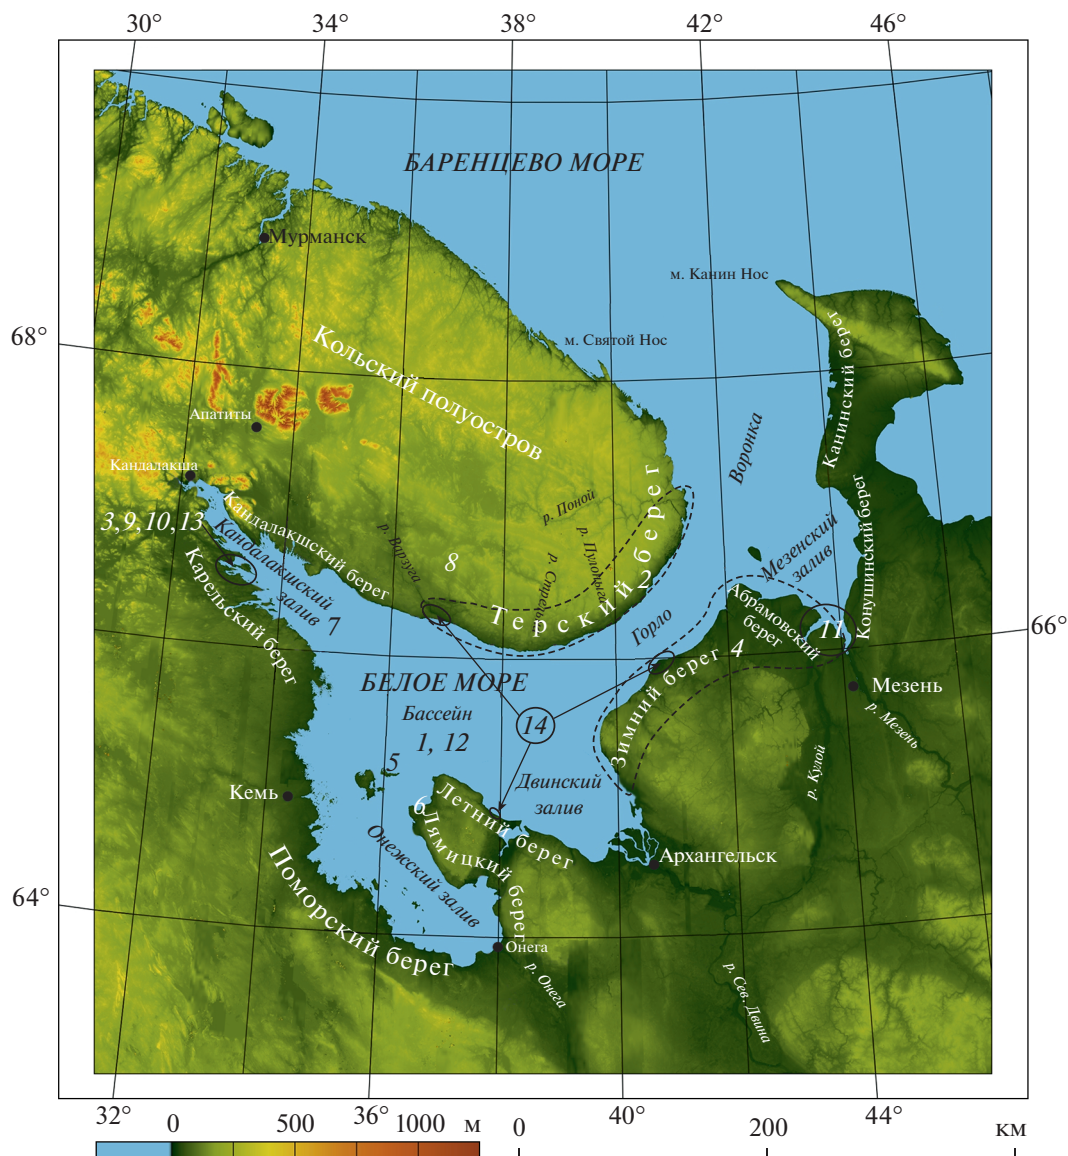 30° 34° 38° 42° 46°
БАРЕНЦЕВО МОРЕ
Мурманск
м. Канин Нос
68°
м. Святой Нос
Кольский полуостров
Канинский берег
Апатиты
Воронка
Кандалакша
3,9,10,13
Кандалакшский берег
р. Поной
р. Пулоньга
р. Варзуга
8
р. Стрельна
Терский берег
2
Мезенский
залив
Конушинский берег
Кандалакшский
залив 7
Карельский берег
Горло
Абрамовский
берег
11
66°
Зимний берег 4
БЕЛОЕ МОРЕ
Мезень
Бассейн
1, 12
14
р. Мезень
р. Кулой
5
Двинский
залив
Кемь
6
Летний берег
Лямицкий берег
Онежский залив
Архангельск
64°
Поморский берег
Онега
р. Онега
р. Сев. Двина
32° 36° 40° 44°
0 500 1000 м
0 200 км